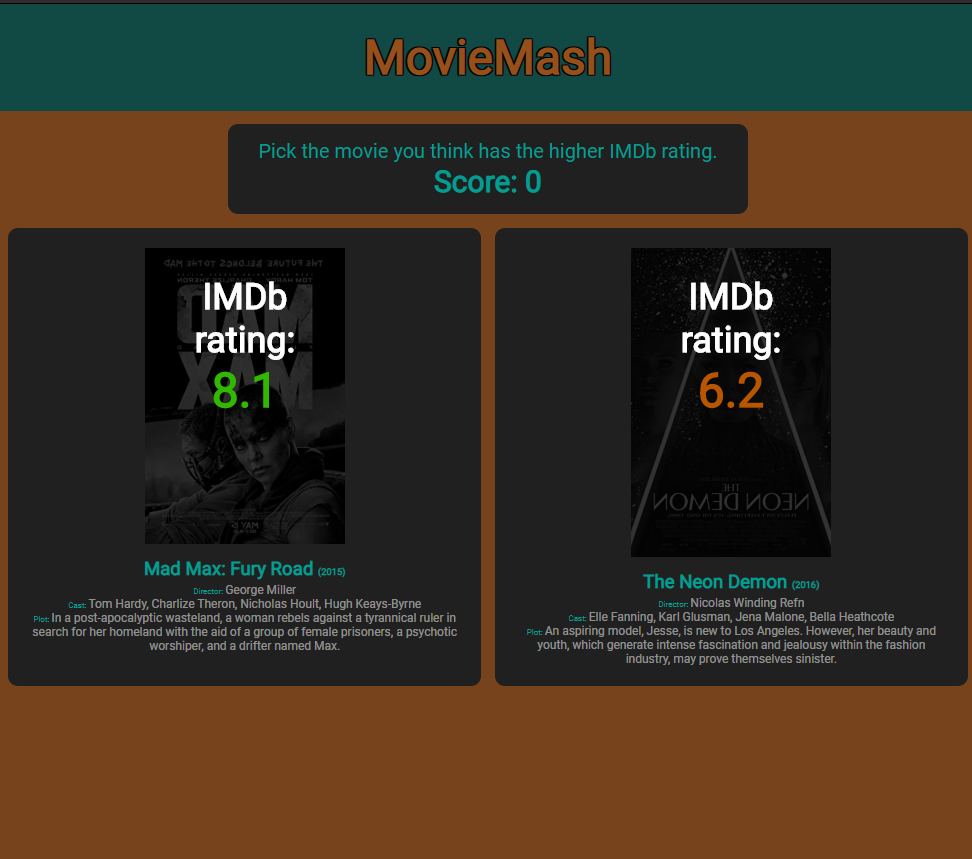 MovieMash
Pick the movie you think has the higher IMDb rating.
Score: 0
THE FUTURE BELONGS TO THE MAD
TOM HARDY CHARLIZE THERON
MAD
MAX
IMDb
rating:
8.1
Mad Max: Fury Road (2015)
Director: George Miller
Cast: Tom Hardy, Charlize Theron, Nicholas Hoult, Hugh Keays-Byrne
Plot: In a post-apocalyptic wasteland, a woman rebels against a tyrannical ruler in
search for her homeland with the aid of a group of female prisoners, a psychotic
worshiper, and a drifter named Max.
IMDb
rating:
6.2
THE
NEON DEMON
The Neon Demon (2016)
Director: Nicolas Winding Refn
Cast: Elle Fanning, Karl Glusman, Jena Malone, Bella Heathcote
Plot: An aspiring model, Jesse, is new to Los Angeles. However, her beauty and
youth, which generate intense fascination and jealousy within the fashion
industry, may prove themselves sinister.